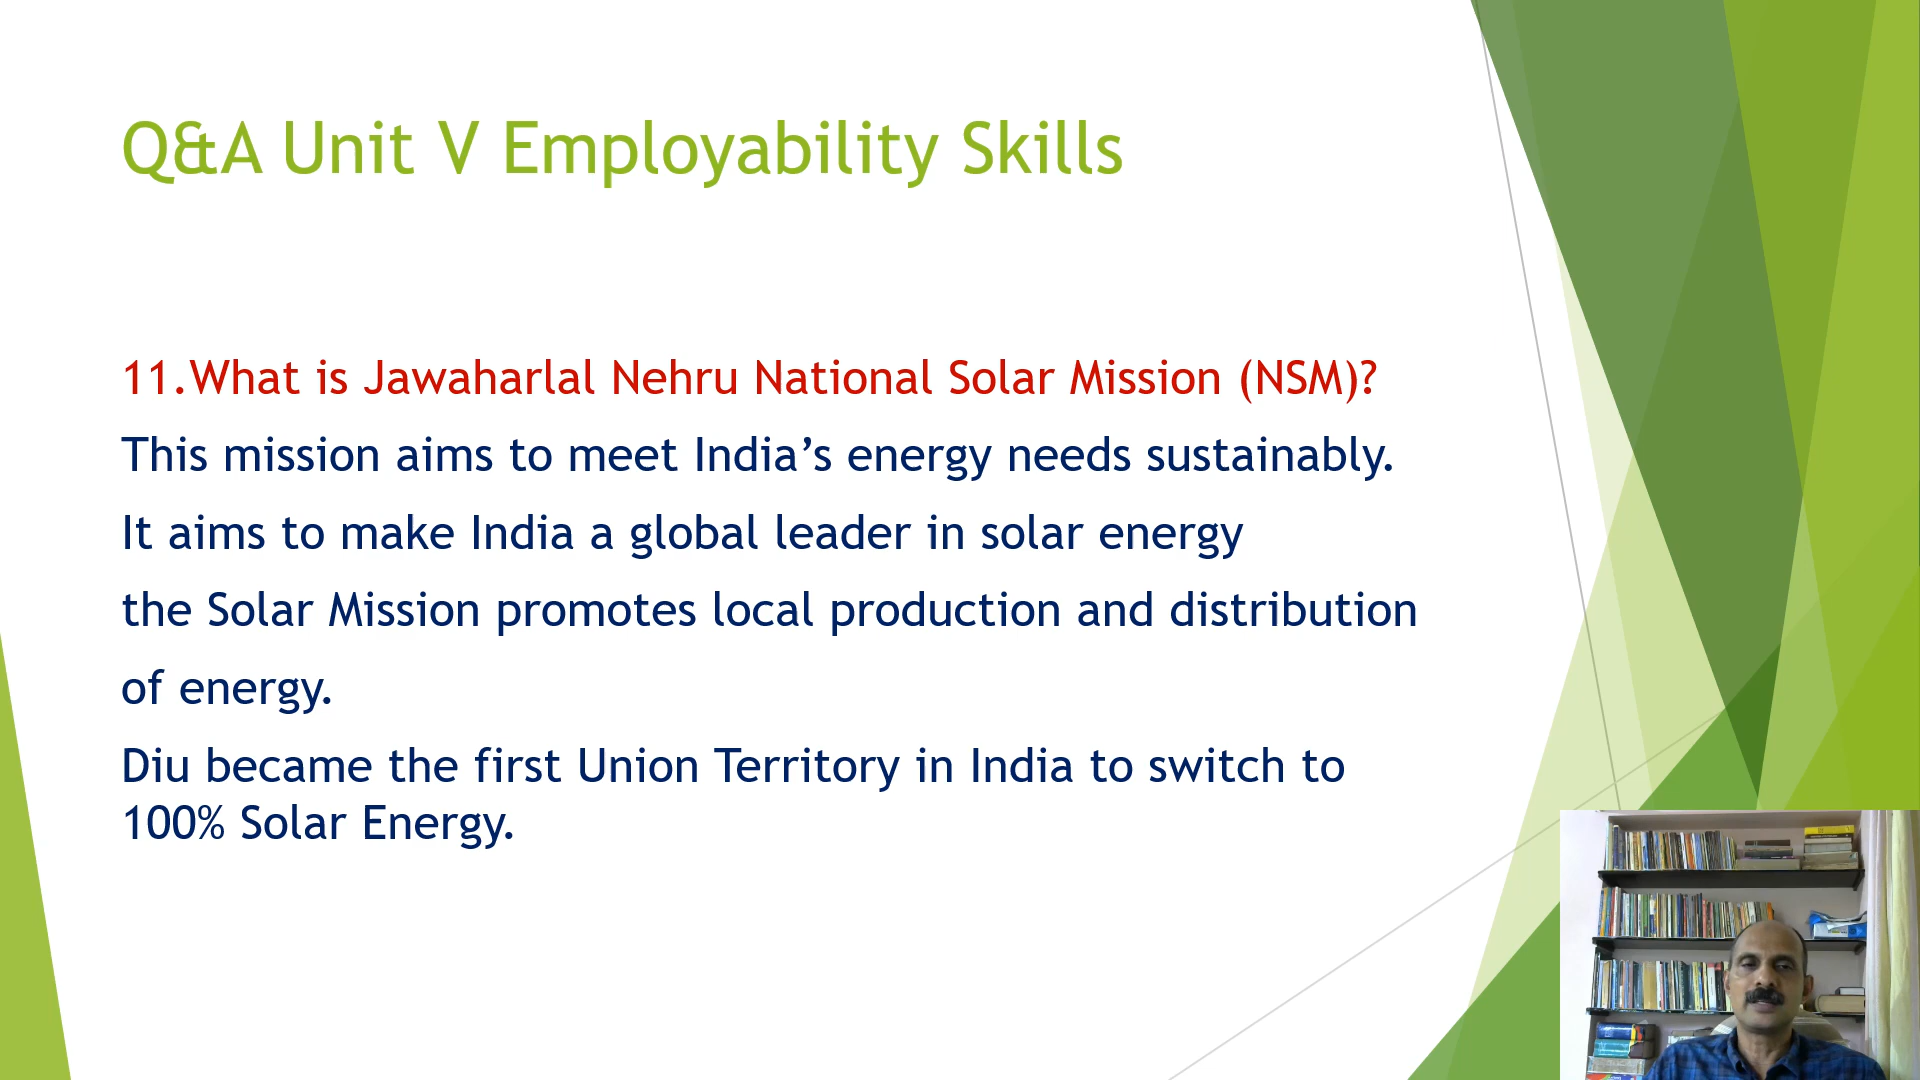 Q&A Unit V Employability Skills
11.What is Jawaharlal Nehru National Solar Mission (NSM)?
This mission aims to meet India’s energy needs sustainably.
It aims to make India a global leader in solar energy
the Solar Mission promotes local production and distribution
of energy.
Diu became the first Union Territory in India to switch to
100% Solar Energy.